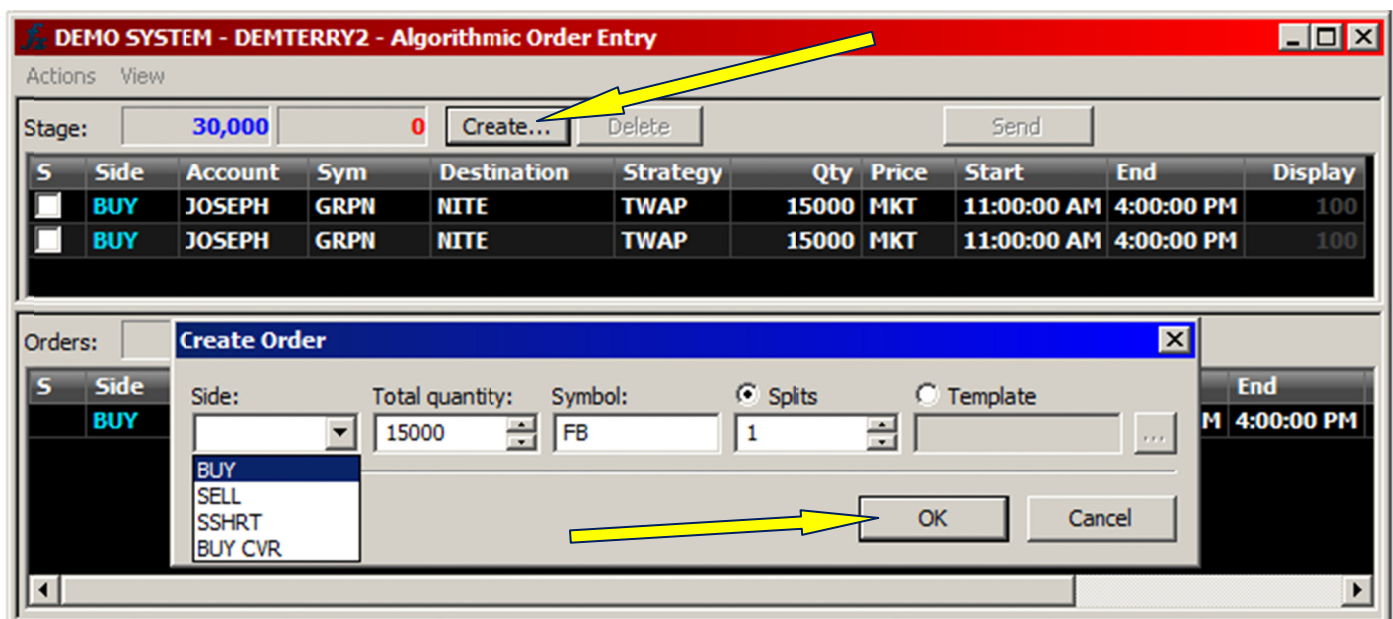 fx DEMO SYSTEM - DEMTERRY2 - Algorithmic Order Entry
Actions View
Stage: 30,000 0 Create... Delete Send
S Side Account Sym Destination Strategy Qty Price Start End Display
BUY JOSEPH GRPN NITE TWAP 15000 MKT 11:00:00 AM 4:00:00 PM 100
BUY JOSEPH GRPN NITE TWAP 15000 MKT 11:00:00 AM 4:00:00 PM 100
Orders:
S Side End
BUY M 4:00:00 PM
Create Order
Side: Total quantity: Symbol: Splits Template
15000 FB 1 ...
BUY
SELL
SSHRT
BUY CVR
OK Cancel